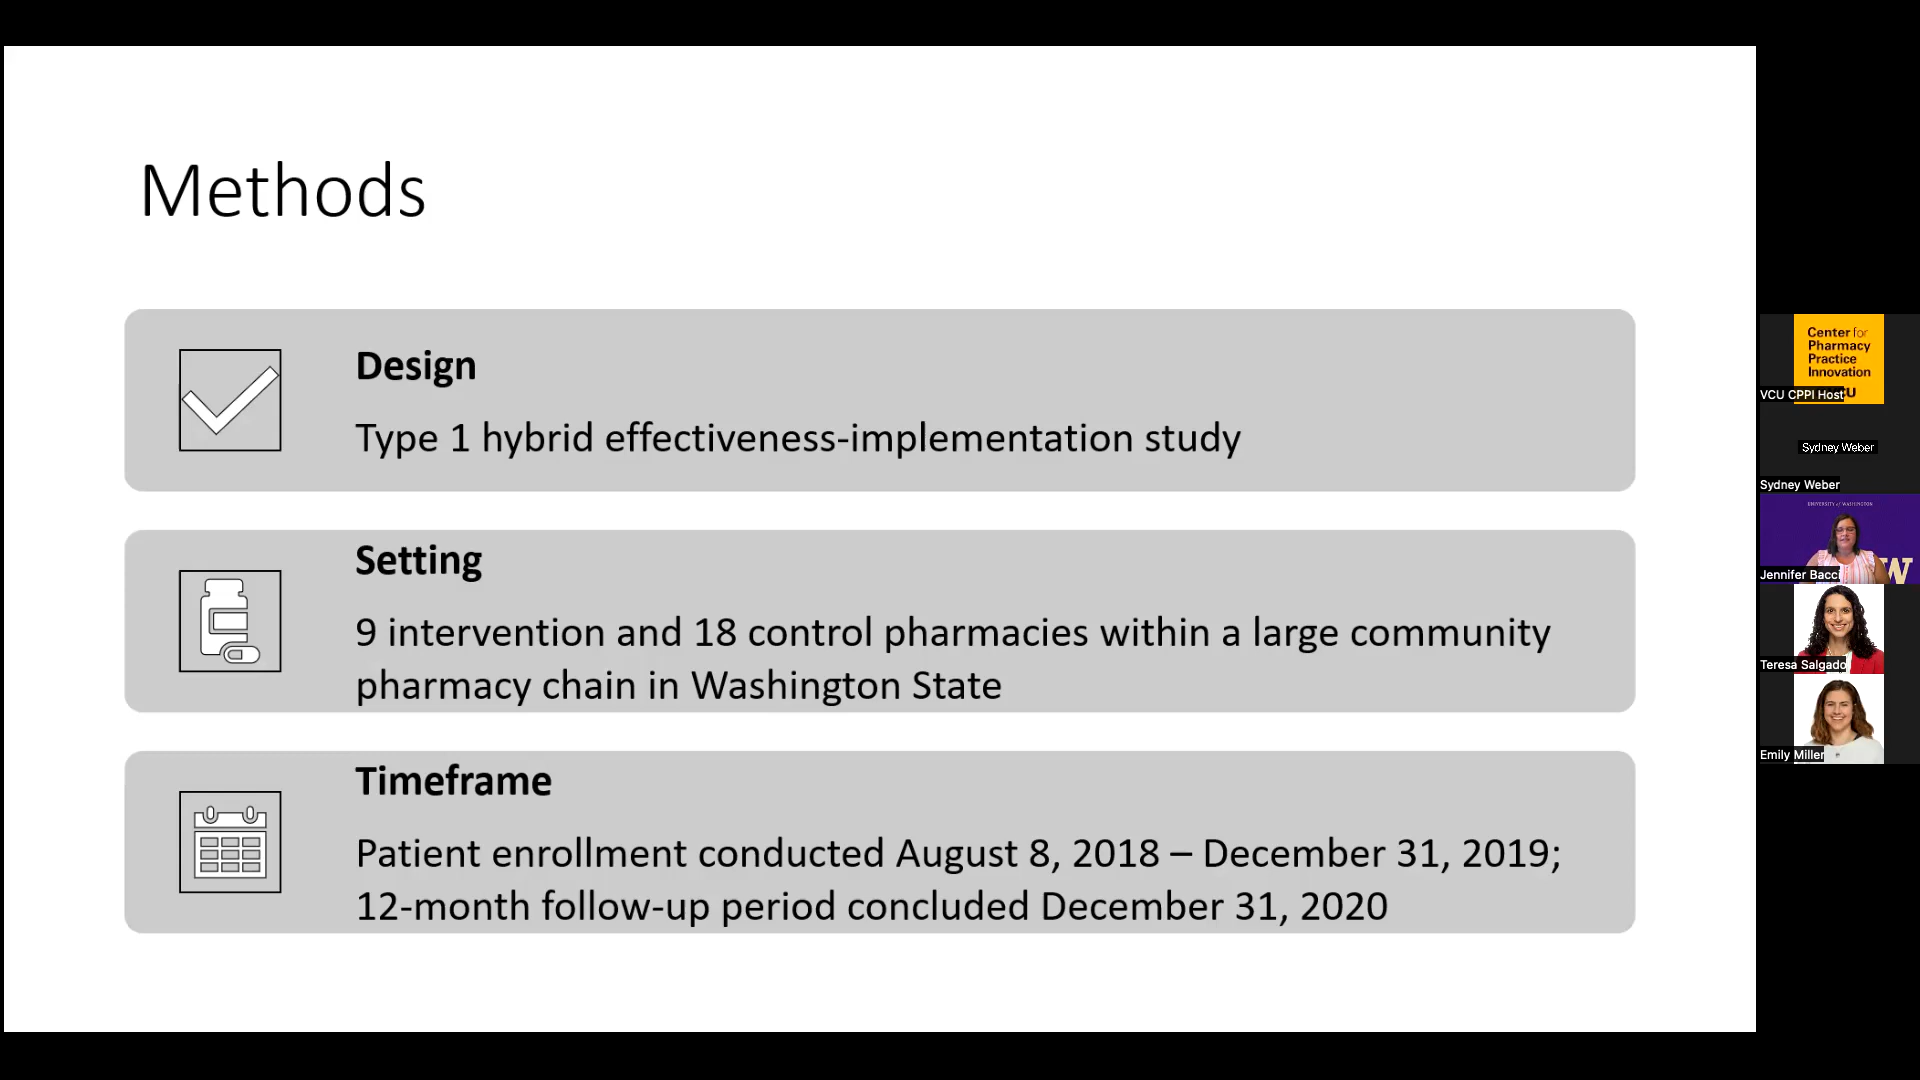 Methods
Design
Type 1 hybrid effectiveness-implementation study
Setting
9 intervention and 18 control pharmacies within a large community
pharmacy chain in Washington State
Timeframe
Patient enrollment conducted August 8, 2018 – December 31, 2019;
12-month follow-up period concluded December 31, 2020
Center for
Pharmacy
Practice
Innovation
VCU CPPI Host
Sydney Weber
Sydney Weber
UNIVERSITY of WASHINGTON
W
Jennifer Bacci
Teresa Salgado
Emily Miller